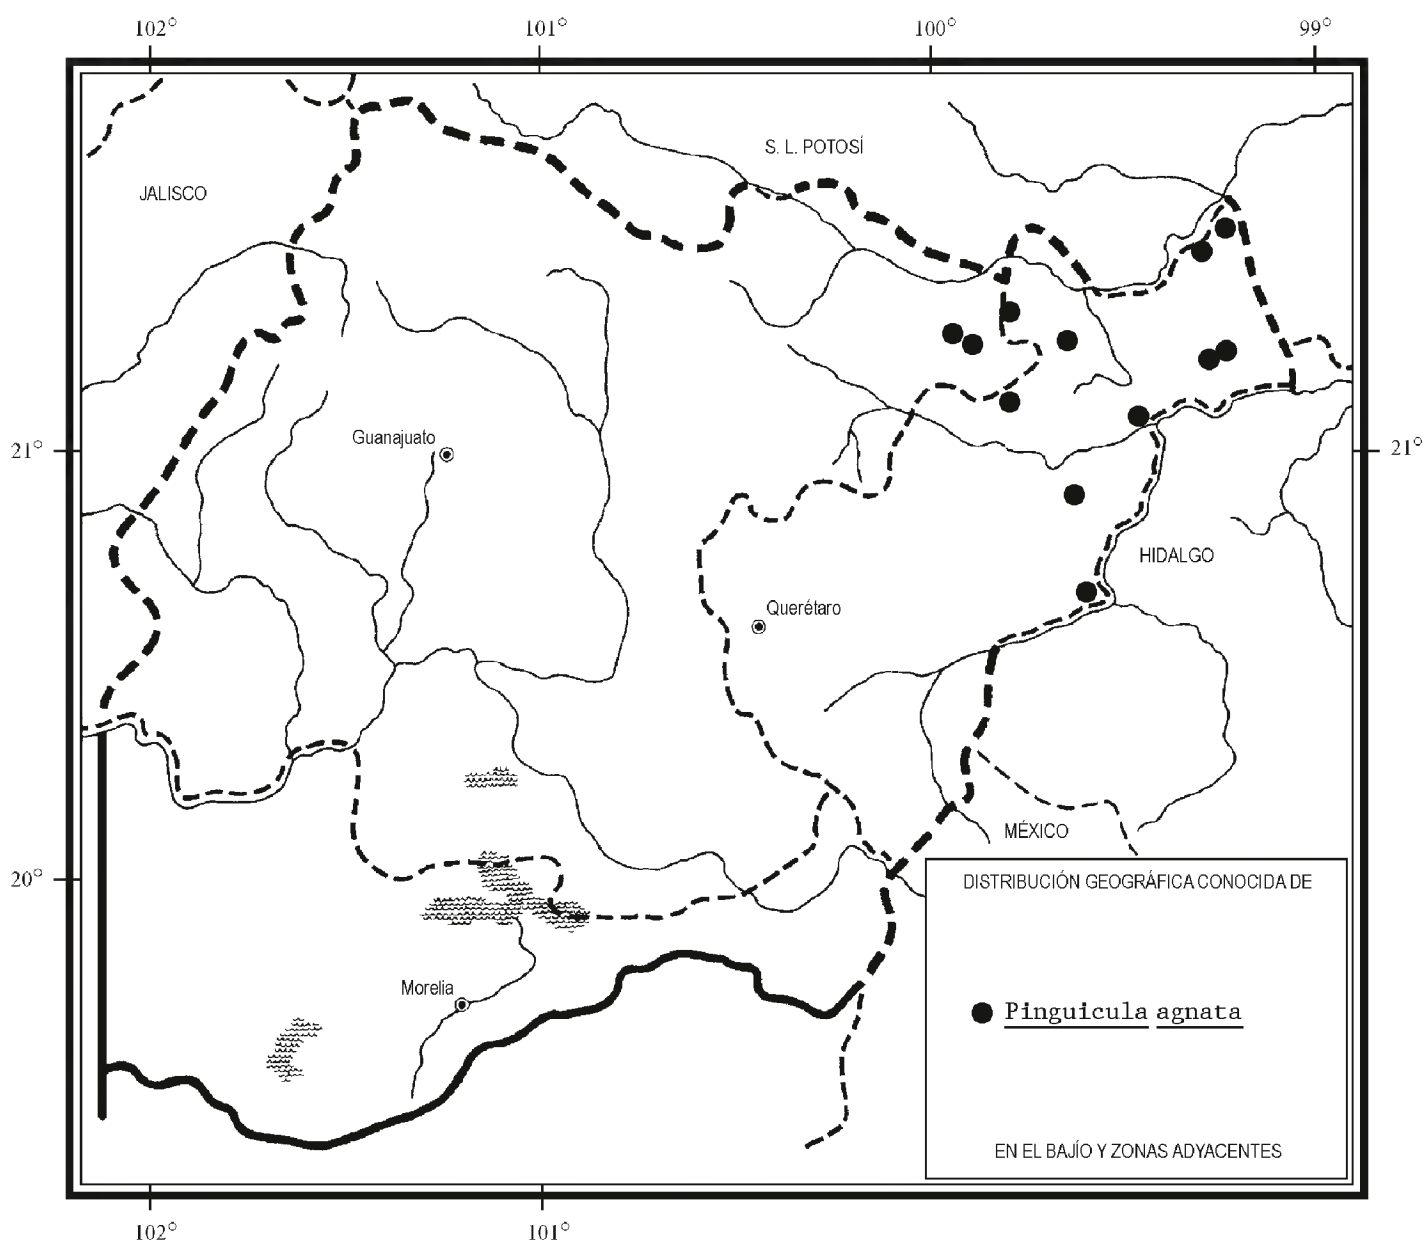 102° 101° 100° 99°
S. L. POTOSÍ
JALISCO
Guanajuato
21° 21°
HIDALGO
Querétaro
MÉXICO
20°
DISTRIBUCIÓN GEOGRÁFICA CONOCIDA DE
Morelia
Pinguicula agnata
EN EL BAJÍO Y ZONAS ADYACENTES
102° 101°